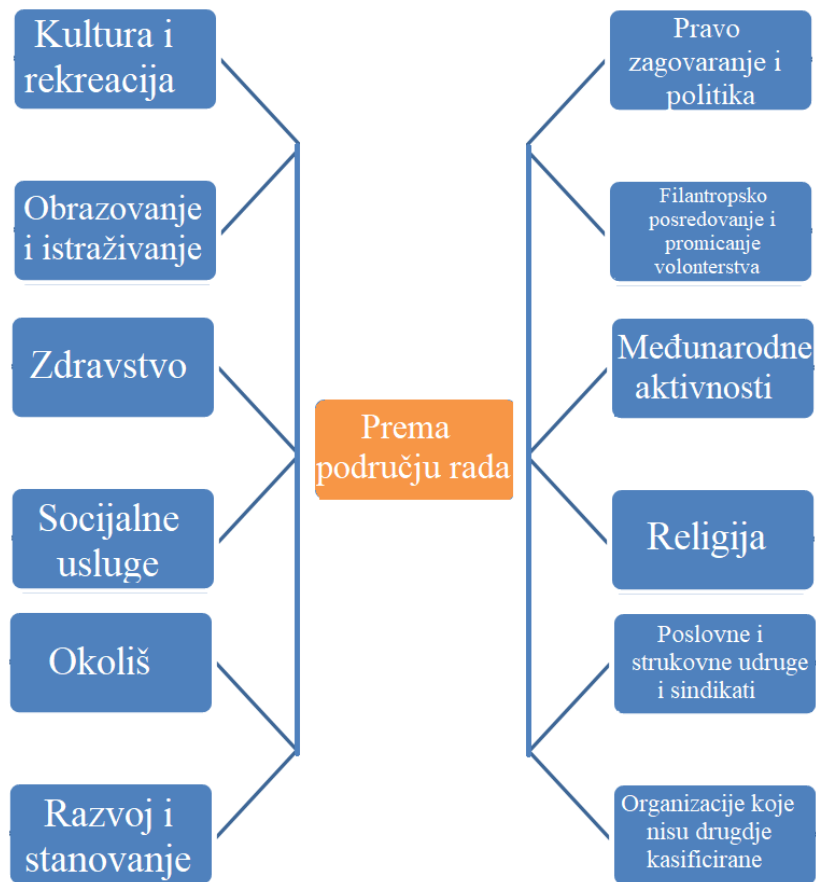 Kultura i
rekreacija
Obrazovanje
i istraživanje
Zdravstvo
Socijalne
usluge
Okoliš
Razvoj i
stanovanje
Prema
području rada
Pravo
zagovaranje i
politika
Filantropsko
posredovanje i
promicanje
volonterstva
Međunarodne
aktivnosti
Religija
Poslovne i
strukovne udruge
i sindikati
Organizacije koje
nisu drugdje
kasificirane